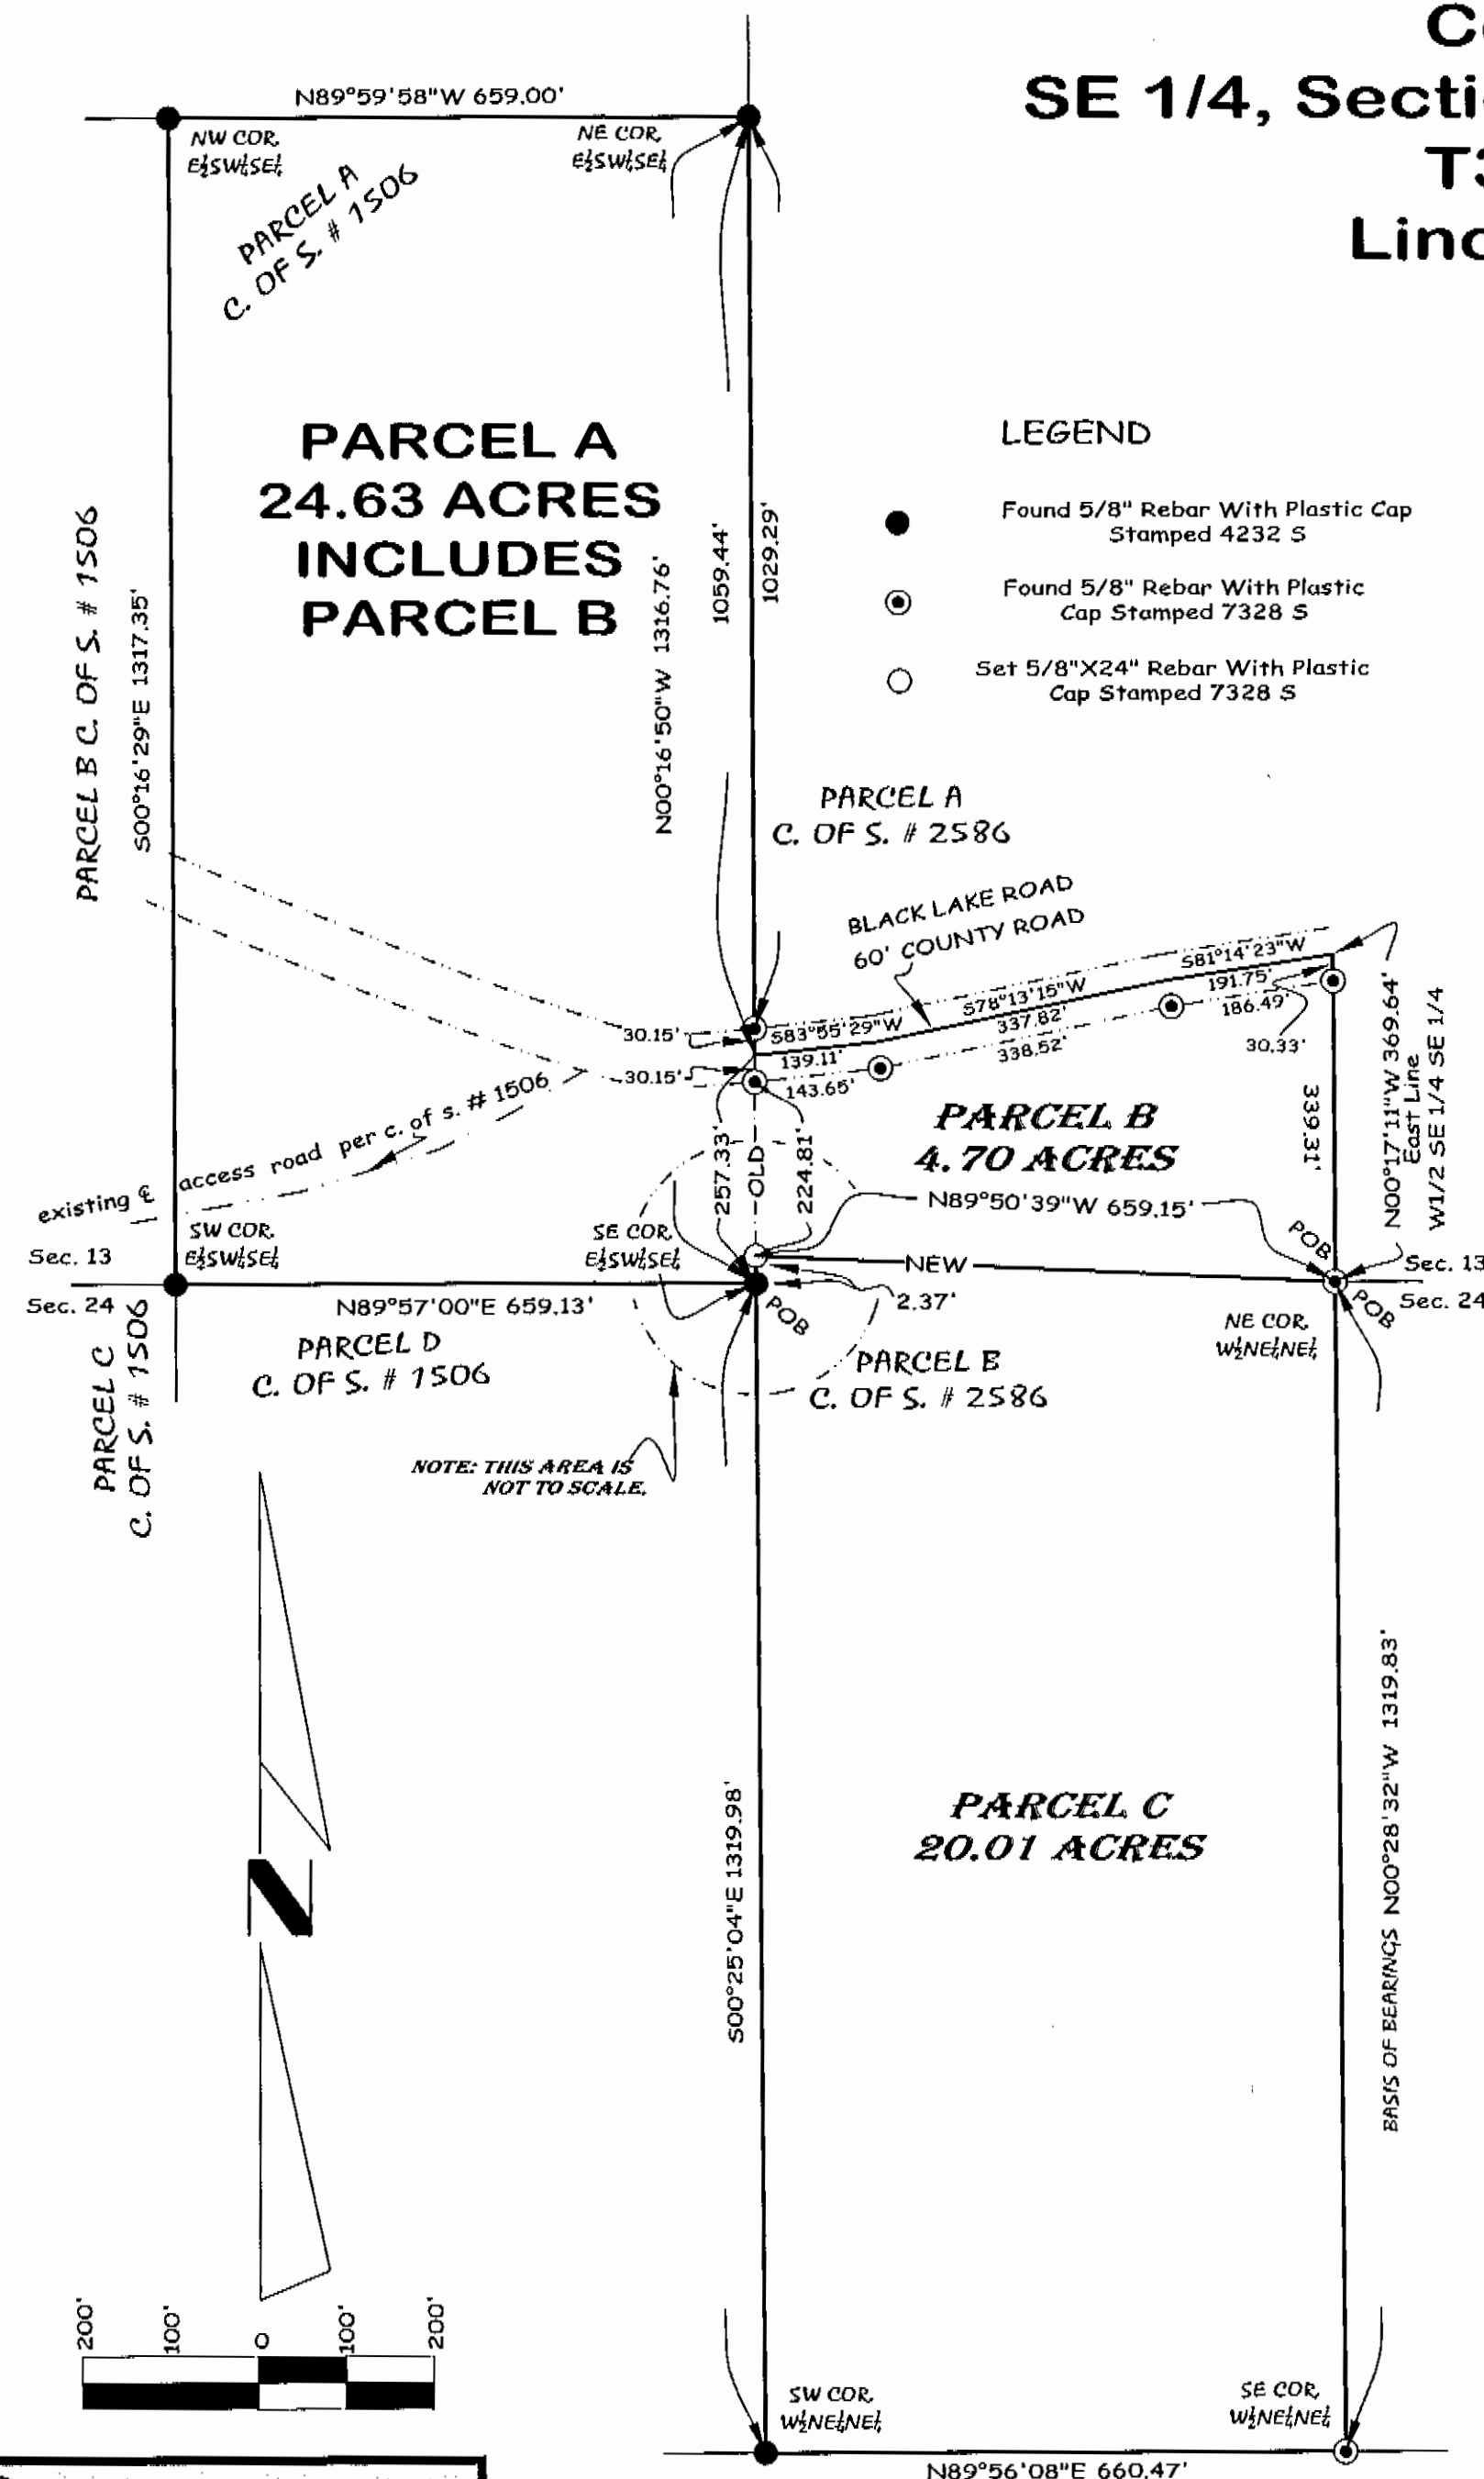 SE 1/4, Secti
N89°59'58"W 659.00'
NW COR.
E½SW¼SE¼
NE COR.
E½SW¼SE¼
PARCEL A
C. OF S. # 1506
PARCEL A
24.63 ACRES
INCLUDES
PARCEL B
PARCEL B C. OF S. # 1506
S00°16'29"E 1317.35'
N00°16'50"W 1316.76'
1059.44'
1029.29'
LEGEND
Found 5/8" Rebar With Plastic Cap
Stamped 4232 S
Found 5/8" Rebar With Plastic
Cap Stamped 7328 S
Set 5/8"X24" Rebar With Plastic
Cap Stamped 7328 S
PARCEL A
C. OF S. # 2586
BLACK LAKE ROAD
60' COUNTY ROAD
S81°14'23"W
191.75'
186.49'
S78°13'15"W
337.82'
338.52'
S83°55'29"W
139.11'
143.65'
30.15'
30.15'
30.33'
339.31'
N00°17'11"W 369.64'
East Line
W1/2 SE 1/4 SE 1/4
existing ℄ access road per c. of s. # 1506
PARCEL B
4.70 ACRES
257.33'
OLD
224.81'
N89°50'39"W 659.15'
POB
SW COR.
E½SW¼SE¼
SE COR.
E½SW¼SE¼
NEW
Sec. 13
Sec. 24
Sec. 13
Sec. 24
N89°57'00"E 659.13'
POB
2.37'
POB
NE COR.
W½NE¼NE¼
PARCEL D
C. OF S. # 1506
PARCEL C
C. OF S. # 1506
C. OF S. # 2586
NOTE: THIS AREA IS
NOT TO SCALE.
N
PARCEL C
20.01 ACRES
S00°25'04"E 1319.98'
BASIS OF BEARINGS N00°28'32"W 1319.83'
200'
100'
0
100'
200'
SW COR.
W½NE¼NE¼
SE COR.
W½NE¼NE¼
N89°56'08"E 660.47'